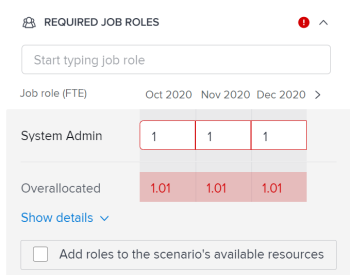 REQUIRED JOB ROLES
Start typing job role
Job role (FTE) Oct 2020 Nov 2020 Dec 2020
System Admin 1 1 1
Overallocated 1.01 1.01 1.01
Show details
Add roles to the scenario's available resources